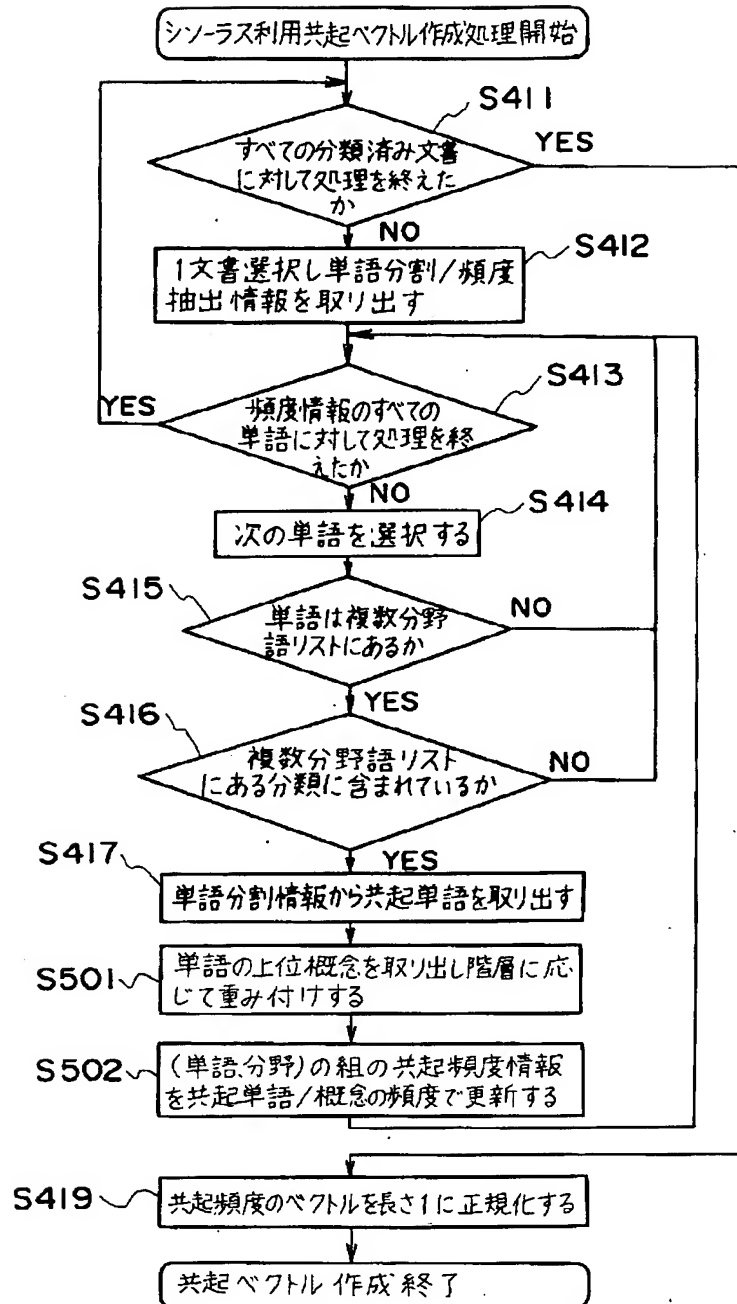 シソーラス利用共起ベクトル作成処理開始
S411
すべての分類済み文書
に対して処理を終えた
か
YES
NO
S412
1文書選択し単語分割/頻度
抽出情報を取り出す
S413
YES
頻度情報のすべての
単語に対して処理を終
えたか
NO
S414
次の単語を選択する
S415
単語は複数分野
語リストにあるか
NO
YES
S416
複数分野語リスト
にある分類に含まれているか
NO
YES
S417
単語分割情報から共起単語を取り出す
S501
単語の上位概念を取り出し階層に応
じて重み付けする
S502
(単語、分野)の組の共起頻度情報
を共起単語/概念の頻度で更新する
S419
共起頻度のベクトルを長さ1に正規化する
共起ベクトル作成終了